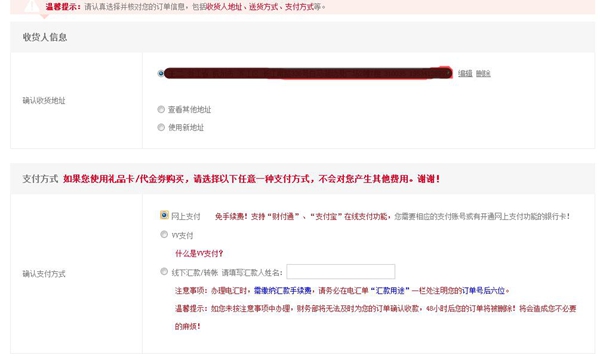 温馨提示：请认真选择并核对您的订单信息，包括收货人地址、送货方式、支付方式等。
收货人信息
确认收货地址
编辑 删除
查看其他地址
使用新地址
支付方式 如果您使用礼品卡/代金券购买，请选择以下任意一种支付方式，不会对您产生其他费用。谢谢！
确认支付方式
网上支付 免手续费！支持“财付通”、“支付宝”在线支付功能，您需要相应的支付账号或有开通网上支付功能的银行卡！
VV支付
什么是VV支付？
线下汇款/转帐 请填写汇款人姓名：
注意事项：办理电汇时，需缴纳汇款手续费，请务必在电汇单“汇款用途”一栏处注明您的订单号后六位。
温馨提示：如您未按注意事项中办理，财务部将无法及时为您的订单确认收款，48小时后您的订单将被删除！将会造成您不必要
的麻烦！